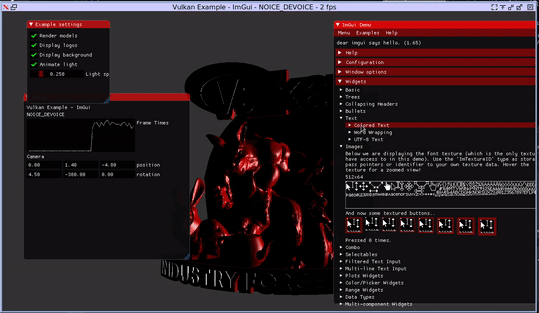 Vulkan Example - ImGui - NOICE_DEVOICE - 2 fps
Example settings
Render models
Display logos
Display background
Animate light
0.250 Light sp
Vulkan Example - ImGui
NOICE_DEVOICE
Frame Times
Camera
0.00 1.40 -4.80 position
4.50 -380.00 0.00 rotation
INDUSTRY FOR
ImGui Demo
Menu Examples Help
dear imgui says hello. (1.65)
Help
Configuration
Window options
Widgets
Basic
Trees
Collapsing Headers
Bullets
Text
Colored Text
Word Wrapping
UTF-8 Text
Images
Below we are displaying the font texture (which is the only textu
have access to in this demo). Use the 'ImTextureID' type as store
pass pointers or identifier to your own texture data. Hover the
texture for a zoomed view!
512x64
And now some textured buttons..
Pressed 0 times.
Combo
Selectables
Filtered Text Input
Multi-line Text Input
Plots Widgets
Color/Picker Widgets
Range Widgets
Data Types
Multi-component Widgets